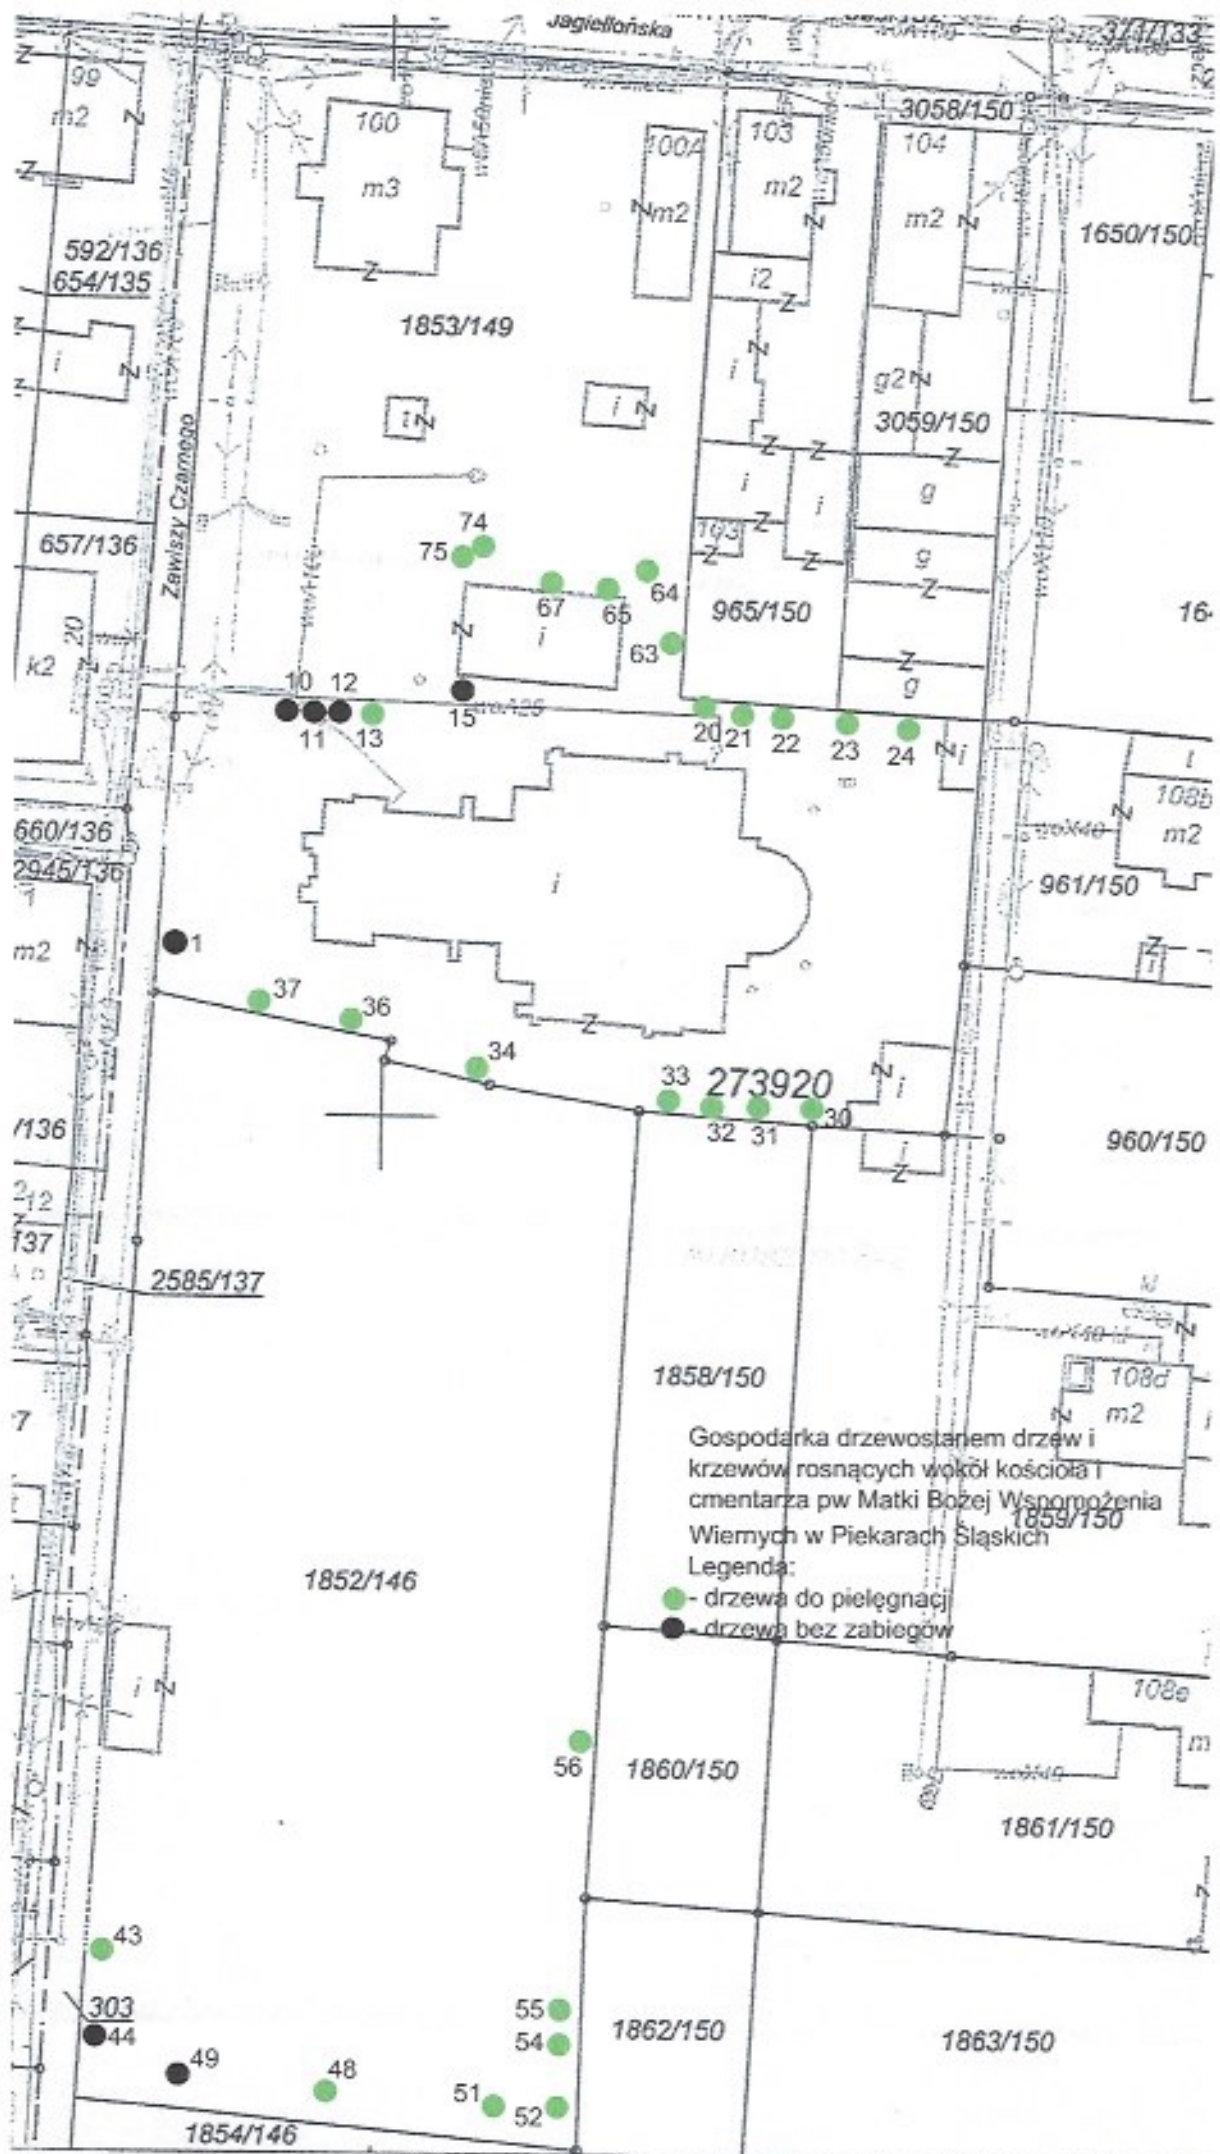 Jagiellońska
371/133
99
m2
100
m3
100A
m2
103
m2
3058/150
104
m2
1650/150
592/136
654/135
i2
1853/149
i
i
i
i
g2
3059/150
Zawiszy Czarnego
i
i
g
657/136
74
75
103
g
67
65
64
965/150
16
20
k2
i
63
g
10
12
11
13
15
20
21
22
23
24
i
108b
m2
660/136
2945/136
i
961/150
m2
1
i
37
36
34
33
273920
32
31
30
i
i
/136
960/150
12
137
2585/137
1858/150
108d
m2
i
7
Gospodarka drzewostanem drzew i
krzewów rosnących wokół kościoła i
cmentarza pw Matki Bożej Wspomożenia
1859/150
Wiernych w Piekarach Śląskich
Legenda:
- drzewa do pielęgnacji
- drzewa bez zabiegów
1852/146
i
108e
m
56
1860/150
1861/150
43
303
44
55
54
1862/150
1863/150
49
48
51
52
1854/146